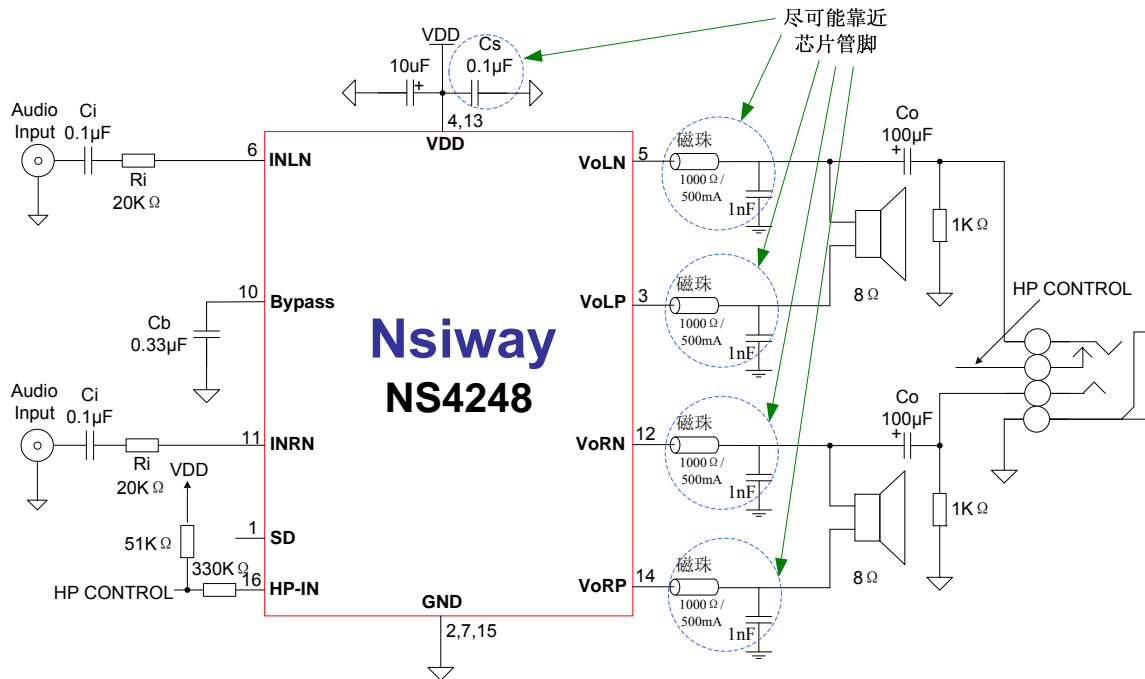 尽可能靠近
芯片管脚
VDD
Cs
10uF
+
0.1µF
4,13
VDD
Audio
Input
Ci
0.1µF
Ri
20KΩ
6
INLN
10
Bypass
Cb
0.33µF
Audio
Input
Ci
0.1µF
Ri
20KΩ
11
INRN
VDD
51KΩ
1
SD
330KΩ
HP CONTROL
16
HP-IN
Nsiway
NS4248
GND
2,7,15
VoLN
5
磁珠
1000Ω/
500mA
1nF
VoLP
3
磁珠
1000Ω/
500mA
1nF
VoRN
12
磁珠
1000Ω/
500mA
1nF
VoRP
14
磁珠
1000Ω/
500mA
1nF
Co
100µF
+
1KΩ
8Ω
HP CONTROL
Co
100µF
+
1KΩ
8Ω